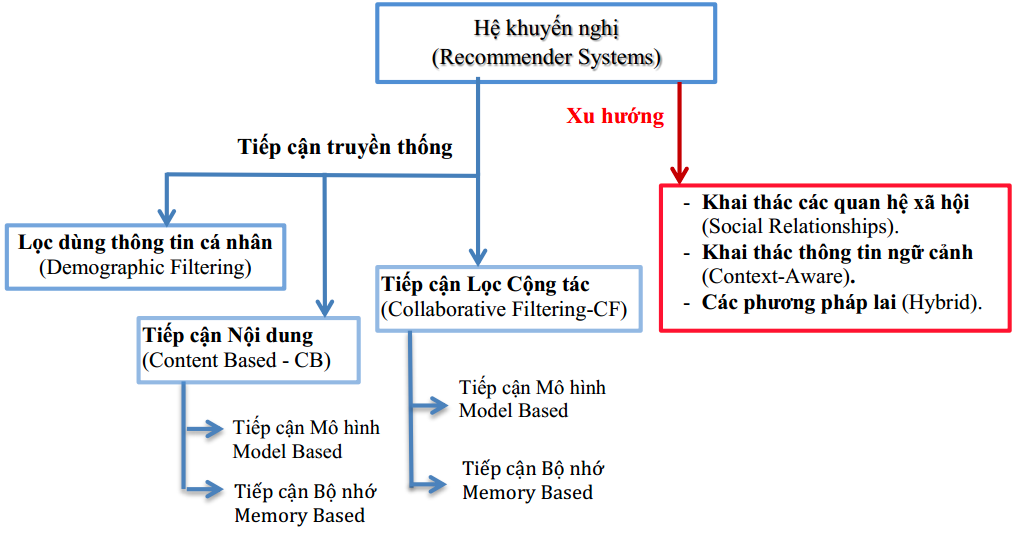 Hệ khuyến nghị
(Recommender Systems)
Xu hướng
Tiếp cận truyền thống
Lọc dùng thông tin cá nhân
(Demographic Filtering)
Tiếp cận Nội dung
(Content Based - CB)
Tiếp cận Mô hình
Model Based
Tiếp cận Bộ nhớ
Memory Based
Tiếp cận Lọc Cộng tác
(Collaborative Filtering-CF)
Tiếp cận Mô hình
Model Based
Tiếp cận Bộ nhớ
Memory Based
- Khai thác các quan hệ xã hội
(Social Relationships).
- Khai thác thông tin ngữ cảnh
(Context-Aware).
- Các phương pháp lai (Hybrid).